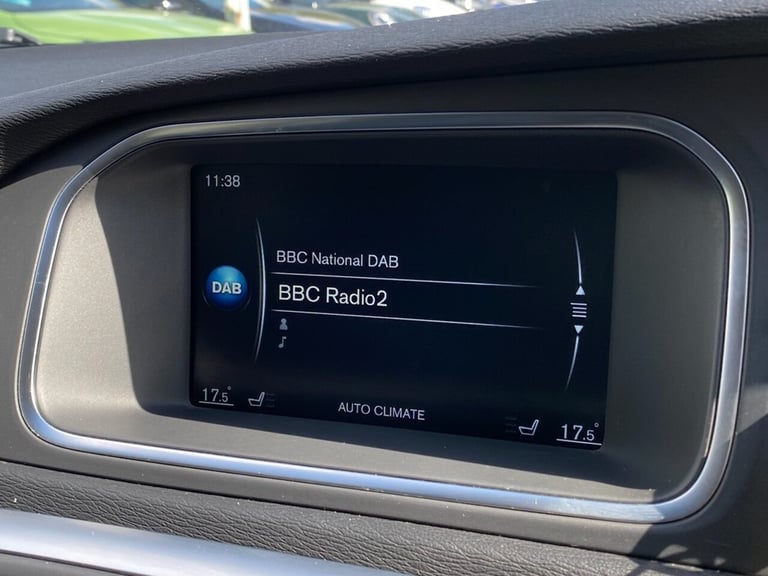 11:38
BBC National DAB
DAB
BBC Radio2
17.5°
AUTO CLIMATE
17.5°